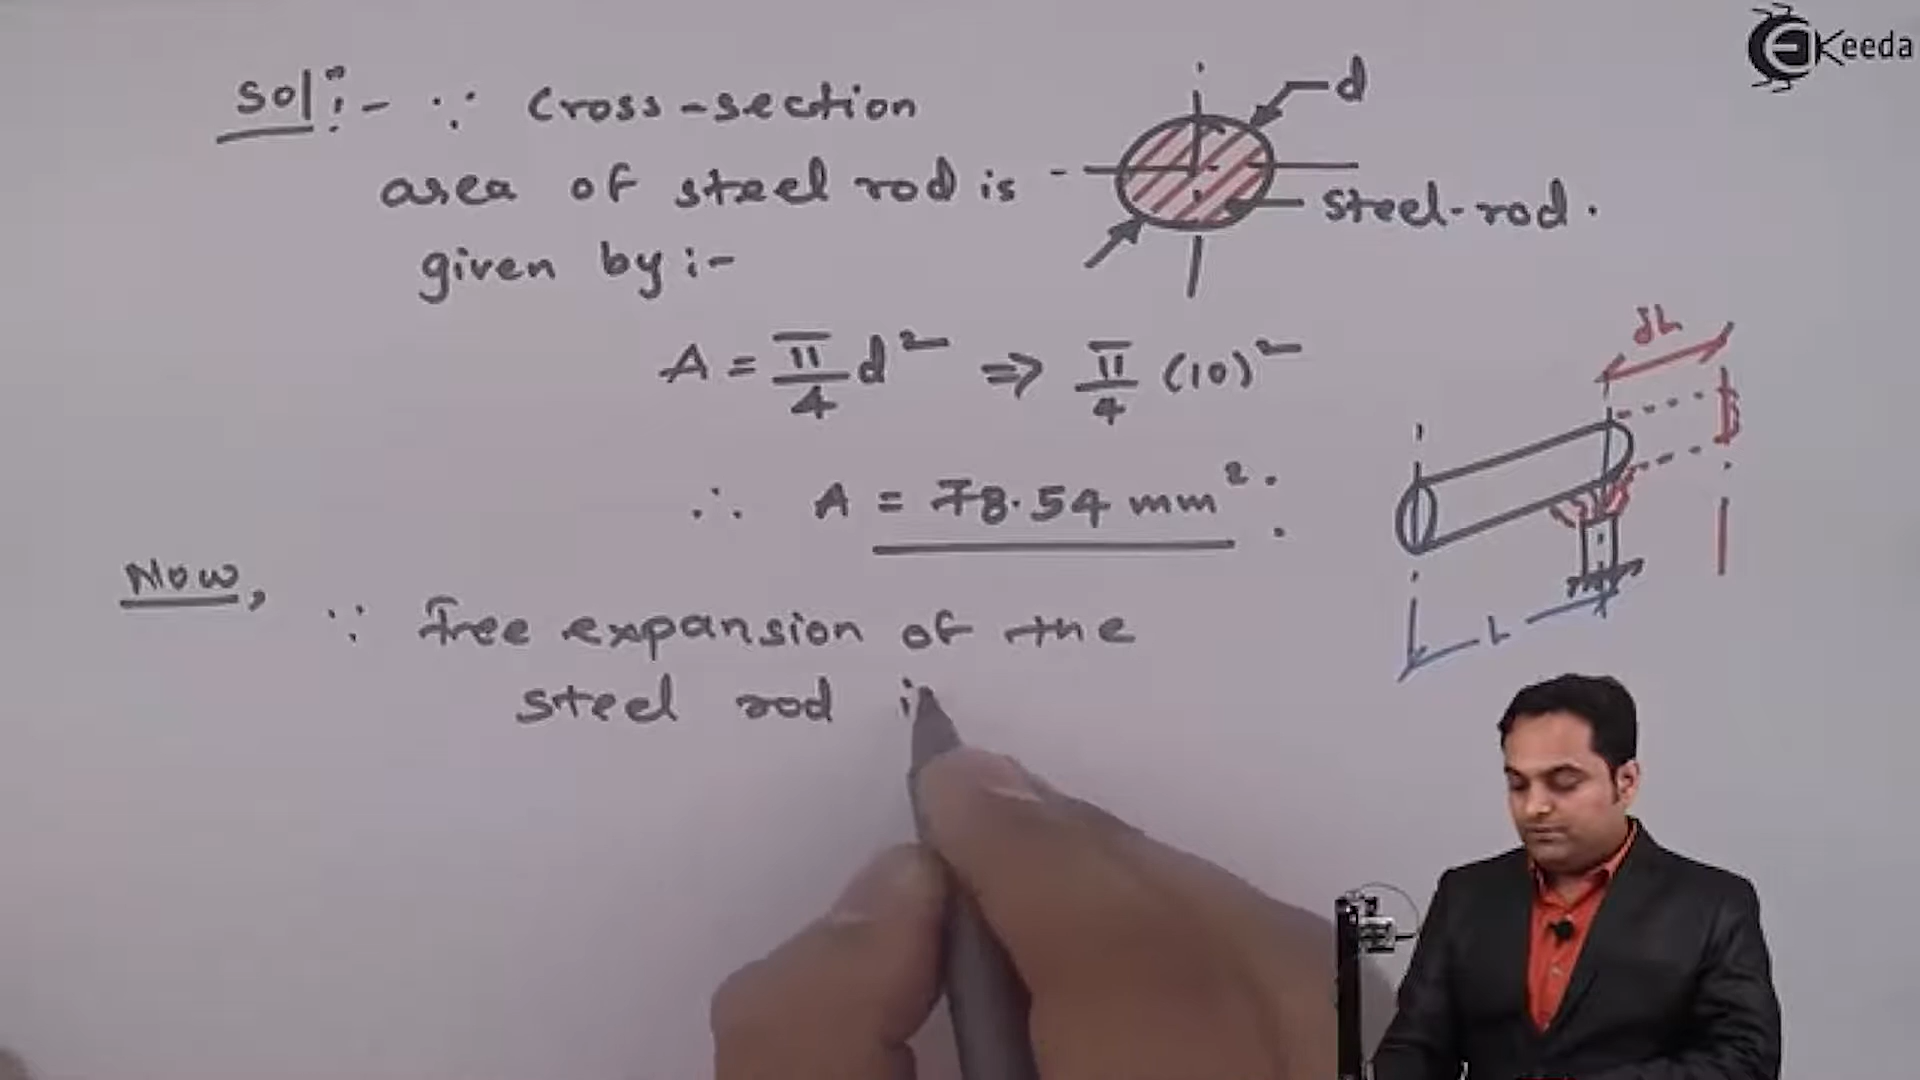 Ekeeda
Sol:- ∵ Cross-section
area of steel rod is
given by :-
d
steel-rod.
A = π/4 d² ⇒ π/4 (10)²
∴ A = 78.54 mm².
δL
L
Now,
∵ Free expansion of the
steel rod i